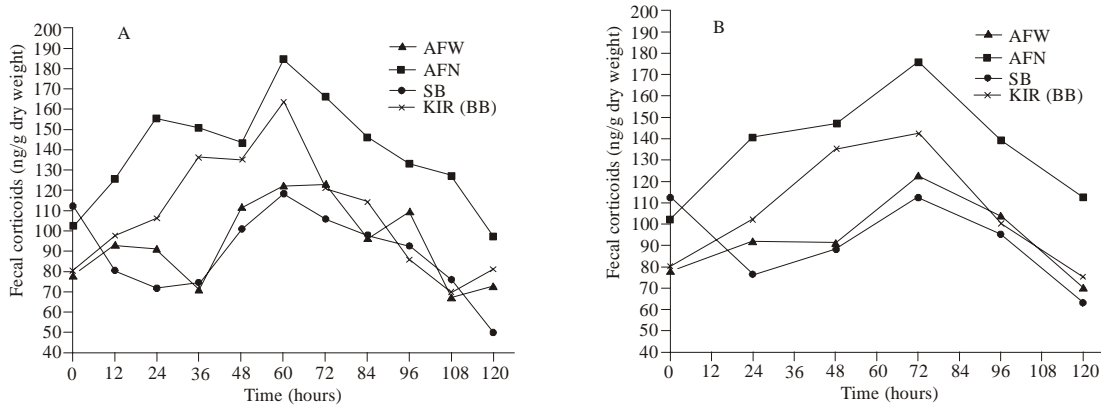 A
Fecal corticoids (ng/g dry weight)
200
190
180
170
160
150
140
130
120
110
100
90
80
70
60
50
40
0 12 24 36 48 60 72 84 96 108 120
Time (hours)
AFW
AFN
SB
KIR (BB)
B
Fecal corticoids (ng/g dry weight)
200
190
180
170
160
150
140
130
120
110
100
90
80
70
60
50
40
0 12 24 36 48 60 72 84 96 108 120
Time (hours)
AFW
AFN
SB
KIR (BB)